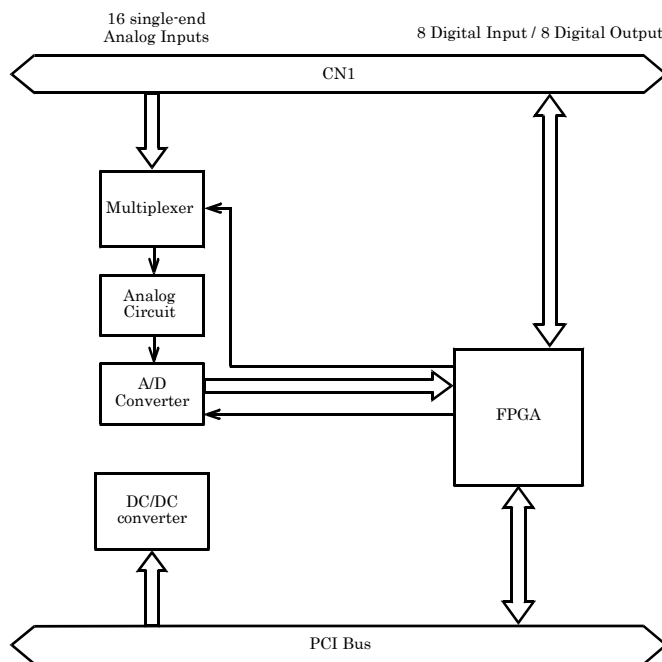 16 single-end
Analog Inputs
8 Digital Input / 8 Digital Output
CN1
Multiplexer
Analog
Circuit
A/D
Converter
FPGA
DC/DC
converter
PCI Bus